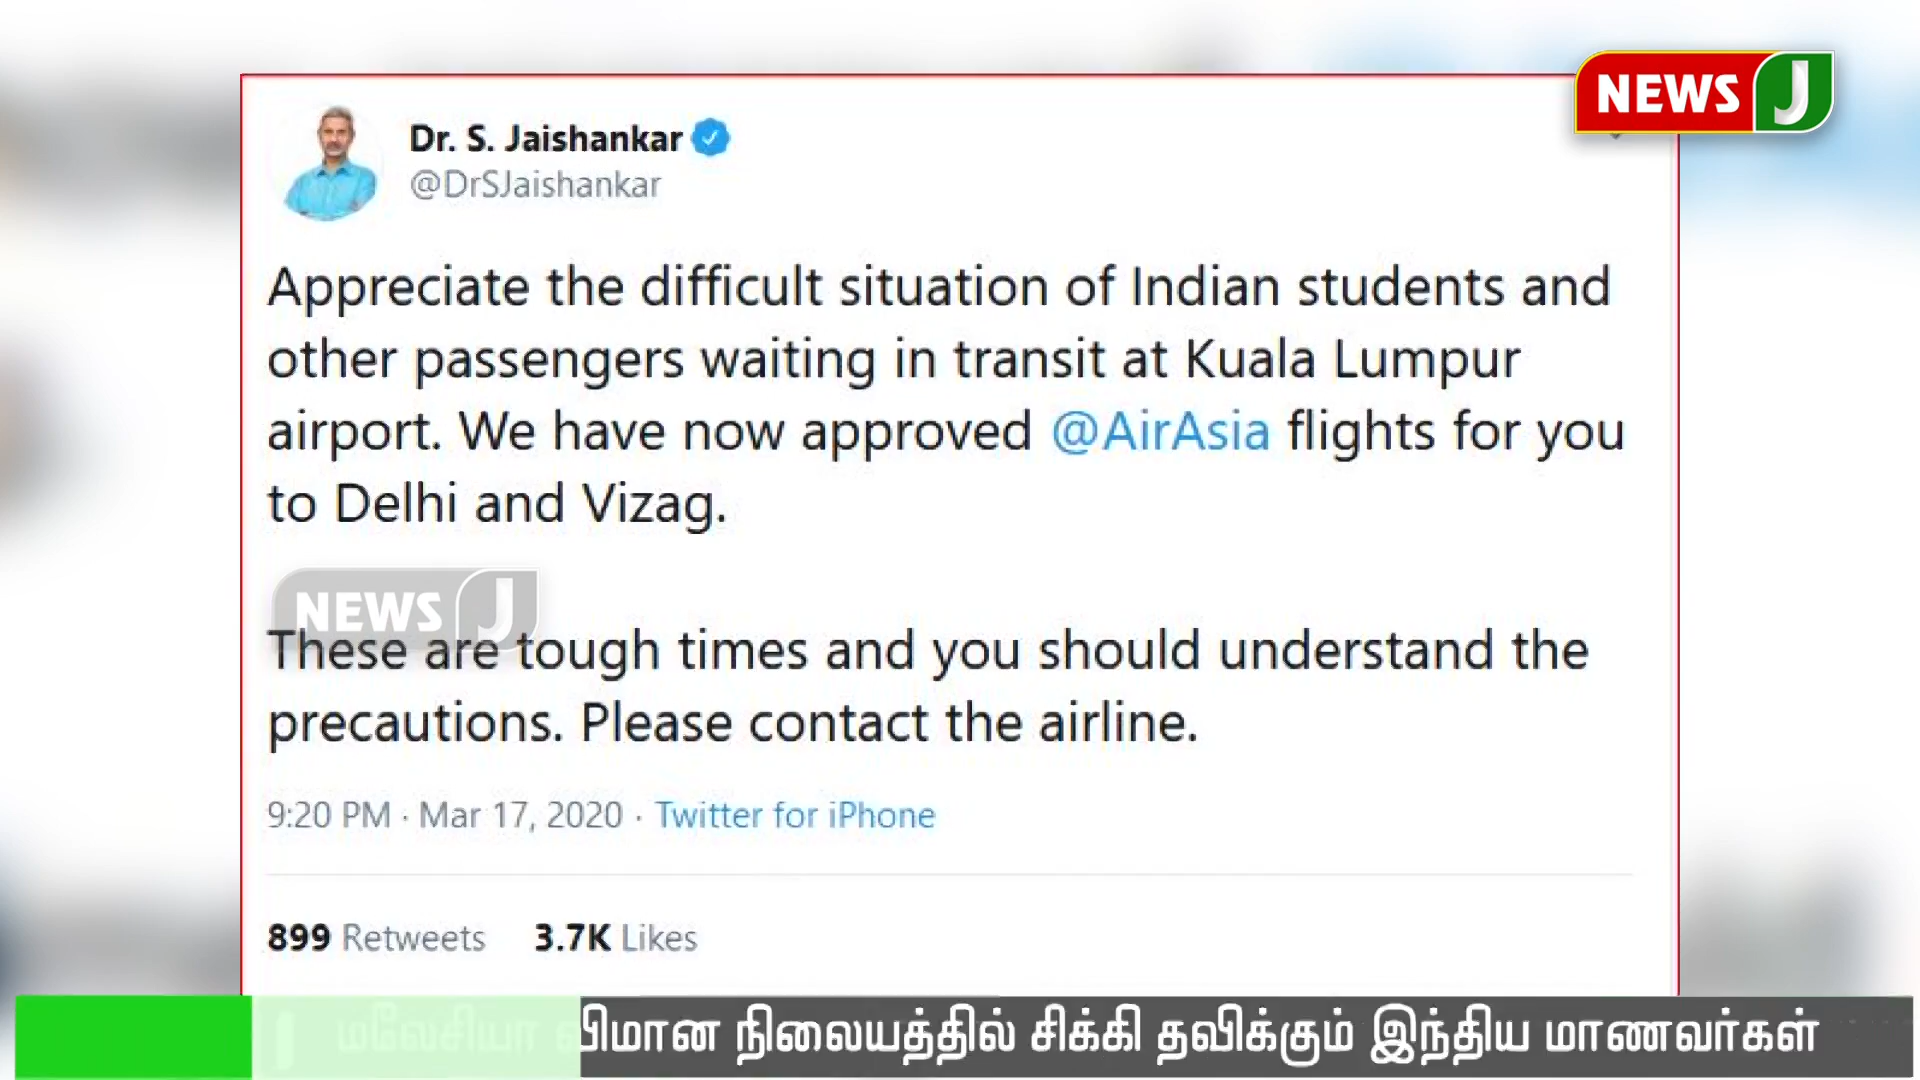 NEWS J
Dr. S. Jaishankar
@DrSJaishankar
Appreciate the difficult situation of Indian students and
other passengers waiting in transit at Kuala Lumpur
airport. We have now approved @AirAsia flights for you
to Delhi and Vizag.
NEWS J
These are tough times and you should understand the
precautions. Please contact the airline.
9:20 PM · Mar 17, 2020 · Twitter for iPhone
899 Retweets 3.7K Likes
மலேசியா விமான நிலையத்தில் சிக்கி தவிக்கும் இந்திய மாணவர்கள்